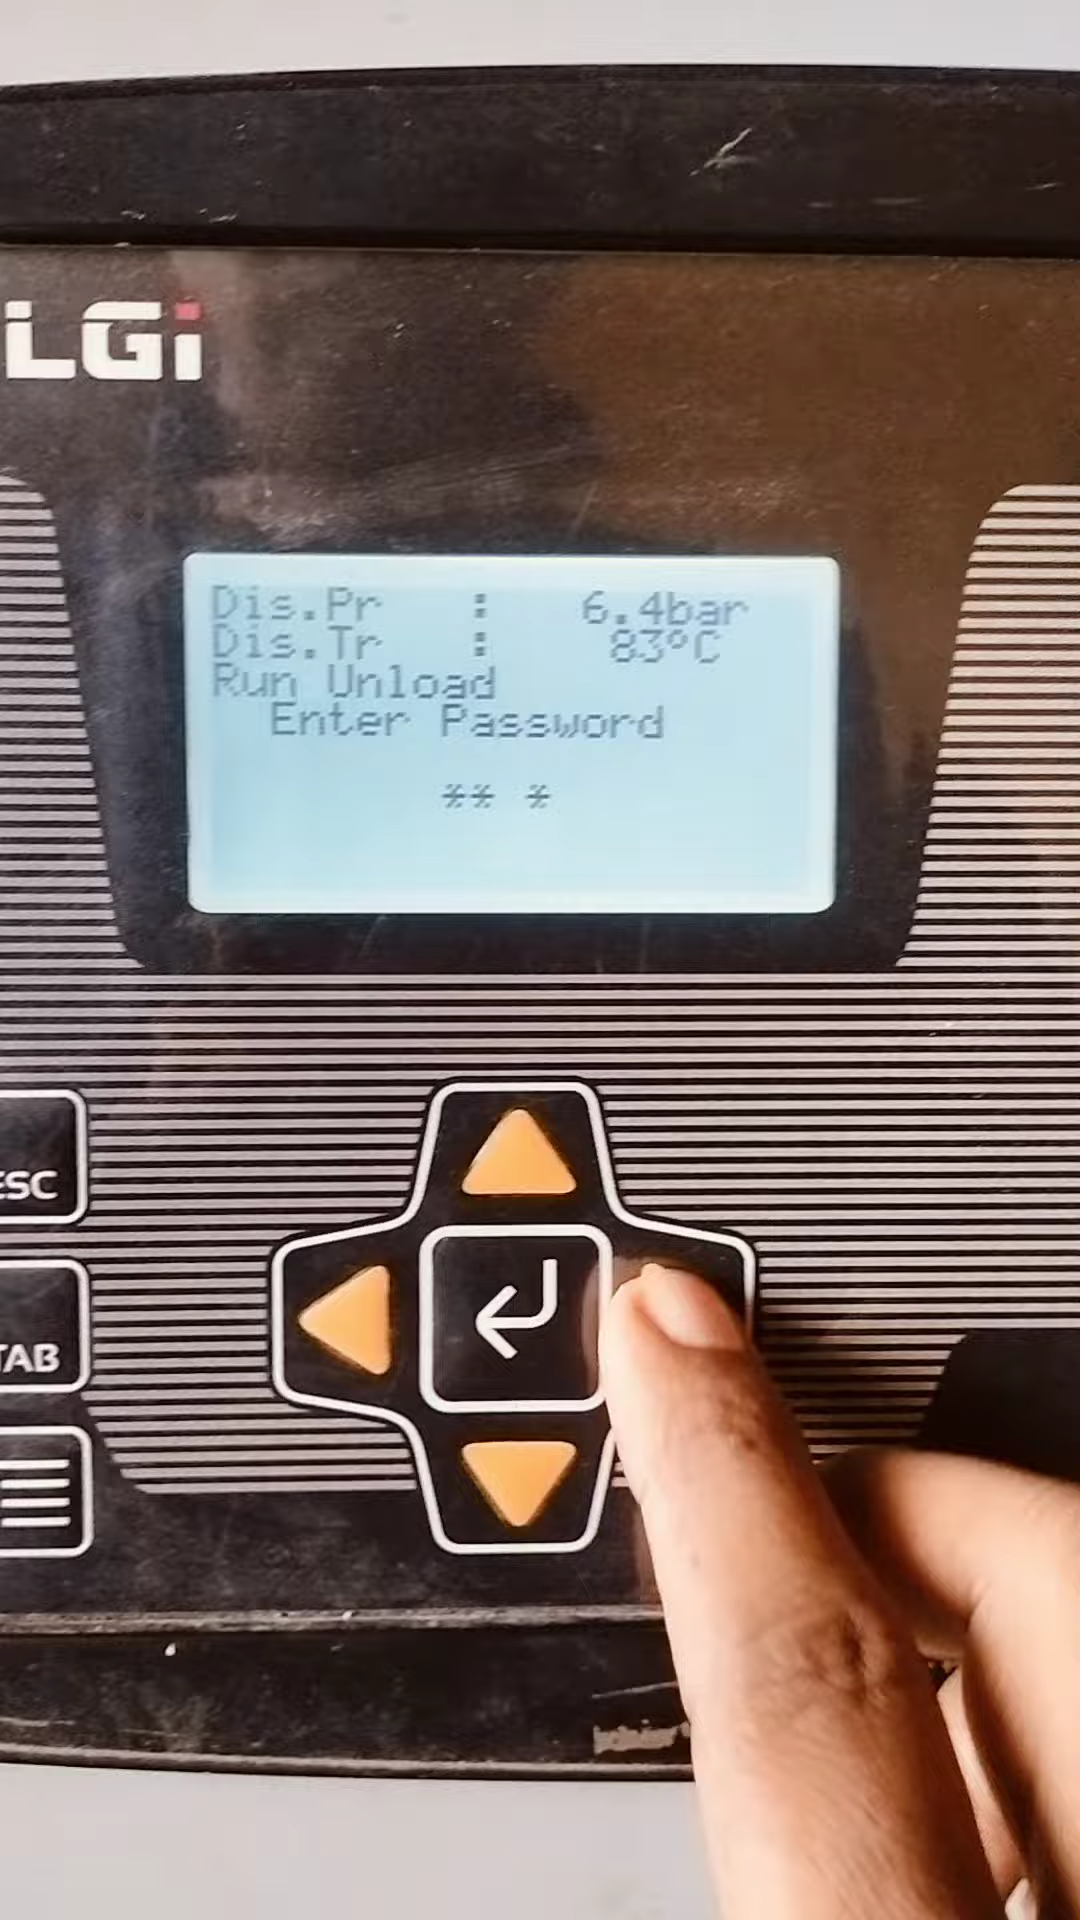 LGi
Dis.Pr : 6.4bar
Dis.Tr : 83°C
Run Unload
Enter Password
** *
ESC
TAB